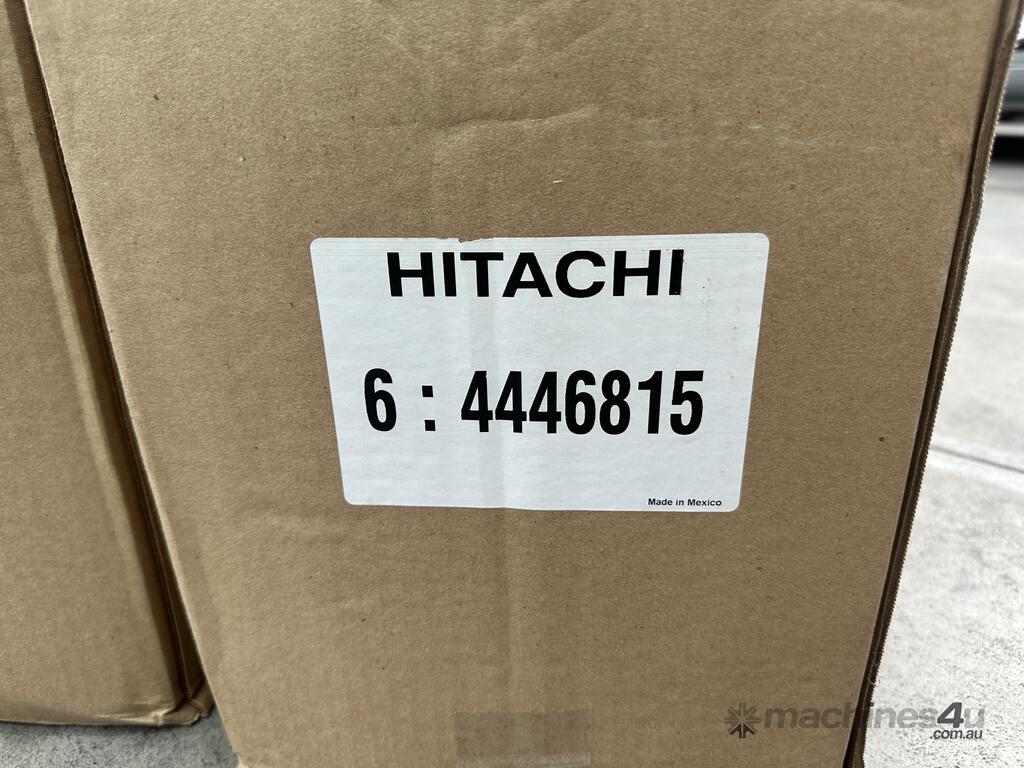 HITACHI
6 : 4446815
Made in Mexico
machines4u
.com.au